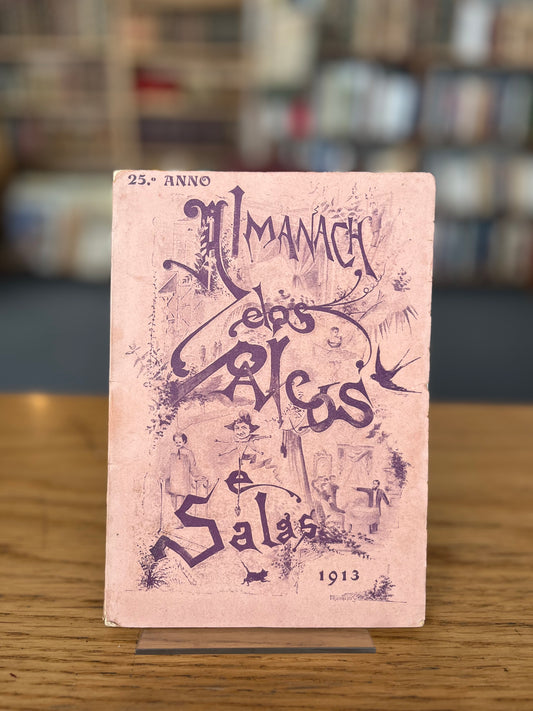 25.º ANNO
ALMANACH
dos
PALCOS
e
Salas
1913